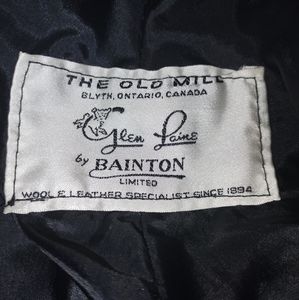 THE OLD MILL
BLYTH, ONTARIO, CANADA
Glen Laine
by BAINTON
LIMITED
WOOL & LEATHER SPECIALIST SINCE 1894